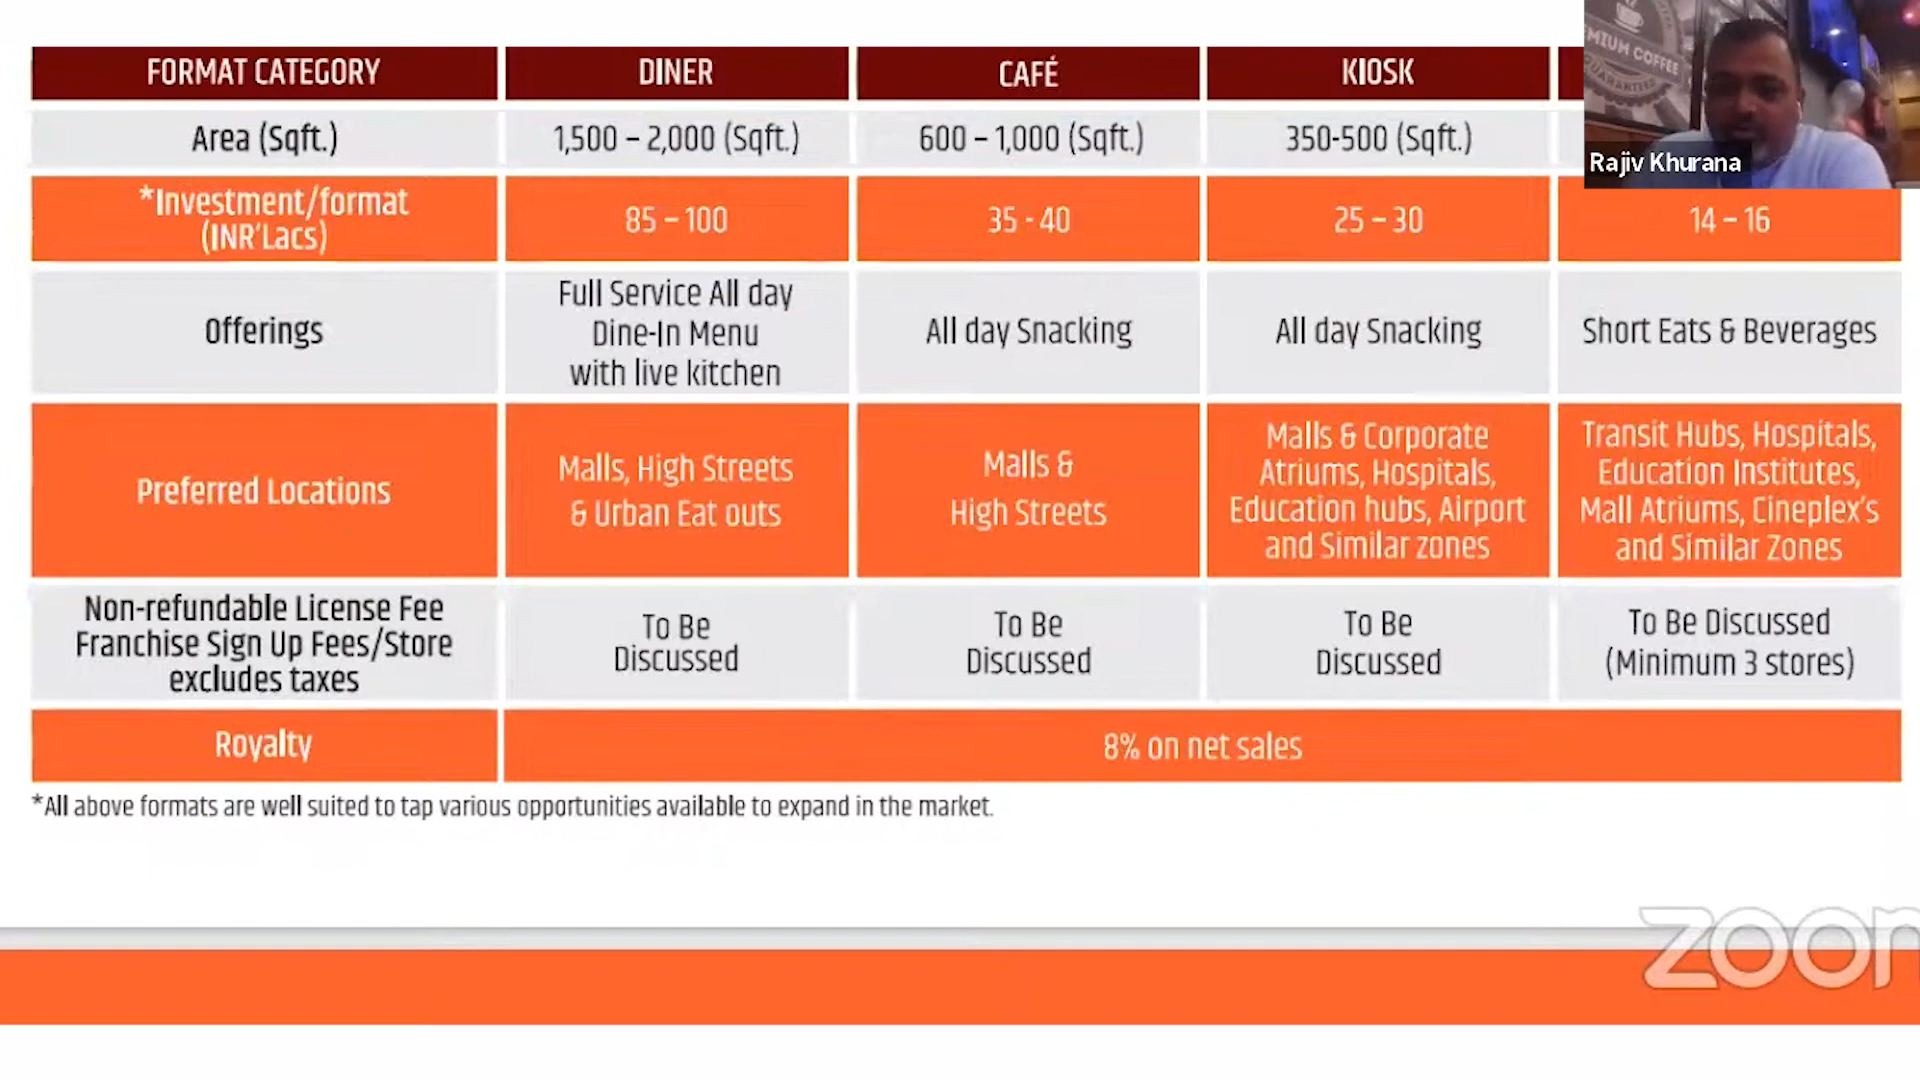 FORMAT CATEGORY DINER CAFÉ KIOSK
Area (Sqft.) 1,500 – 2,000 (Sqft.) 600 – 1,000 (Sqft.) 350-500 (Sqft.)
*Investment/format
(INR'Lacs)
85 – 100 35 - 40 25 – 30 14 – 16
Offerings
Full Service All day
Dine-In Menu
with live kitchen
All day Snacking
All day Snacking
Short Eats & Beverages
Preferred Locations
Malls, High Streets
& Urban Eat outs
Malls &
High Streets
Malls & Corporate
Atriums, Hospitals,
Education hubs, Airport
and Similar zones
Transit Hubs, Hospitals,
Education Institutes,
Mall Atriums, Cineplex's
and Similar Zones
Non-refundable License Fee
Franchise Sign Up Fees/Store
excludes taxes
To Be
Discussed
To Be
Discussed
To Be
Discussed
To Be Discussed
(Minimum 3 stores)
Royalty 8% on net sales
*All above formats are well suited to tap various opportunities available to expand in the market.
COFFEE
Rajiv Khurana
zoom